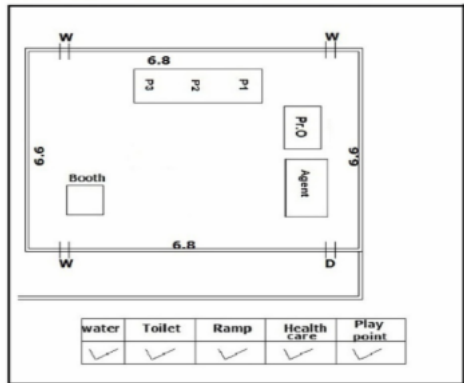 W W
6.8
P3 P2 P1
Pr.O
6.6 6.6
Agent
Booth
6.8
W D
water Toilet Ramp Health care Play point